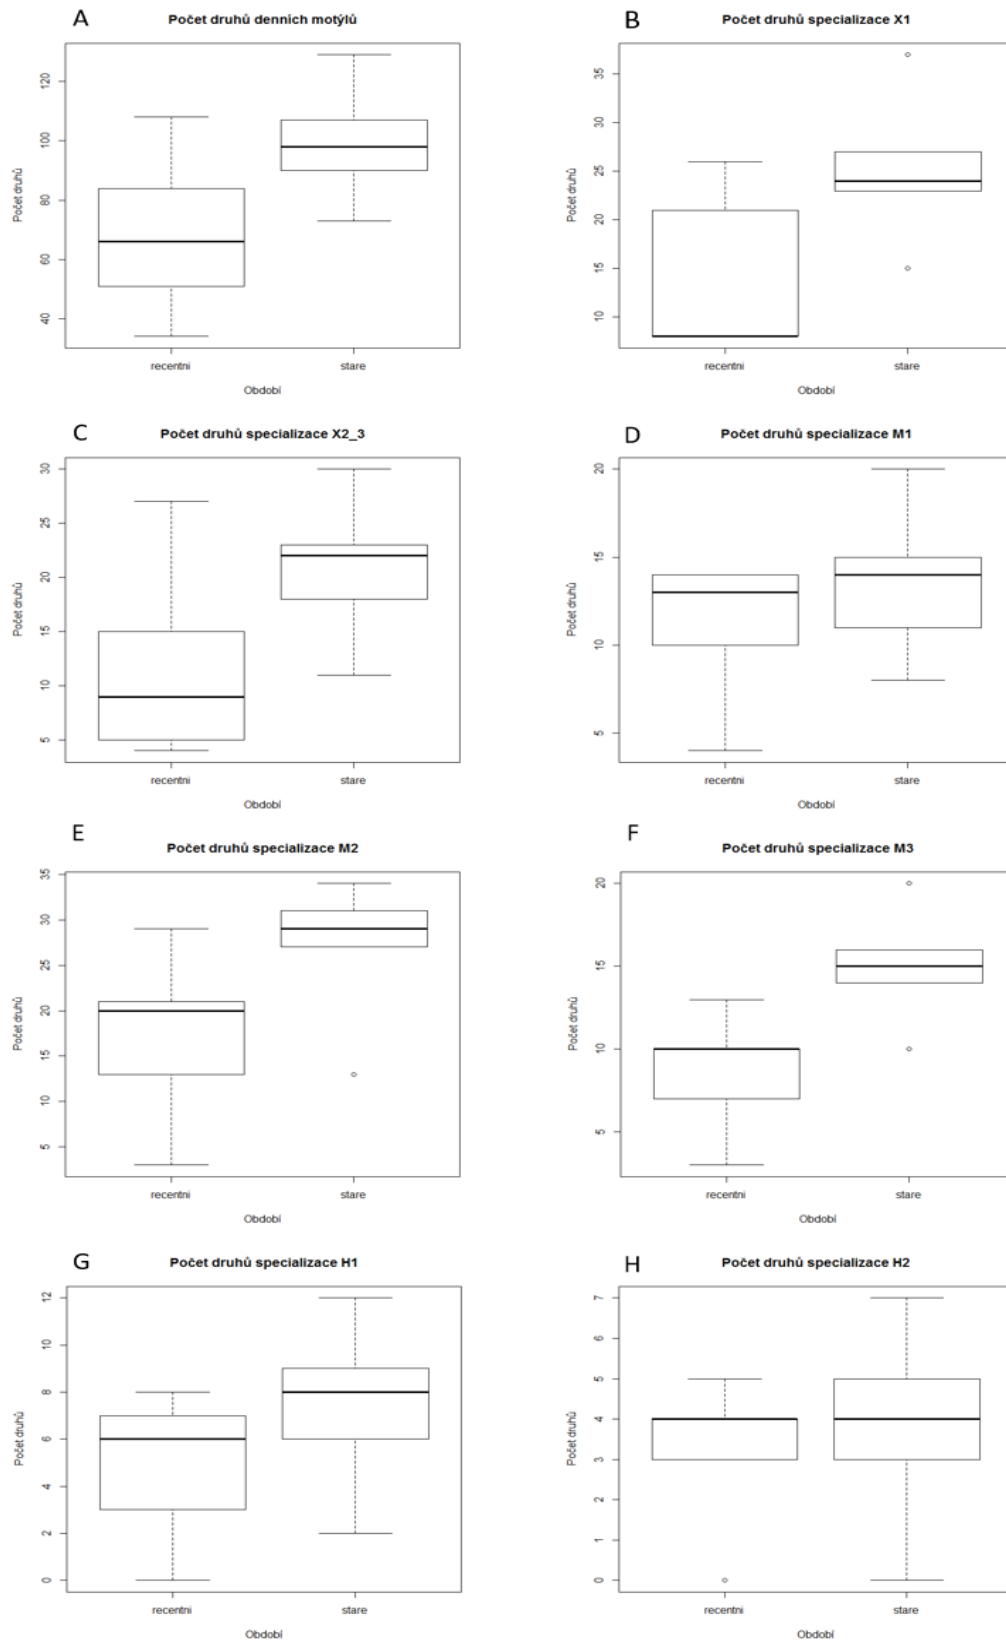 A
Počet druhů denních motýlů
Počet druhů
40
60
80
100
120
recentni
stare
Období
B
Počet druhů specializace X1
Počet druhů
10
15
20
25
30
35
recentni
stare
Období
C
Počet druhů specializace X2_3
Počet druhů
5
10
15
20
25
30
recentni
stare
Období
D
Počet druhů specializace M1
Počet druhů
5
10
15
20
recentni
stare
Období
E
Počet druhů specializace M2
Počet druhů
5
10
15
20
25
30
35
recentni
stare
Období
F
Počet druhů specializace M3
Počet druhů
5
10
15
20
recentni
stare
Období
G
Počet druhů specializace H1
Počet druhů
0
2
4
6
8
10
12
recentni
stare
Období
H
Počet druhů specializace H2
Počet druhů
0
1
2
3
4
5
6
7
recentni
stare
Období